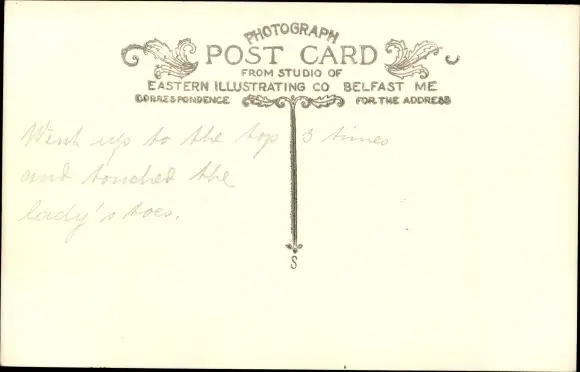 PHOTOGRAPH
POST CARD
FROM STUDIO OF
EASTERN ILLUSTRATING CO BELFAST ME
CORRESPONDENCE FOR THE ADDRESS
Went up to the top 3 times
and touched the
lady's toes.
S